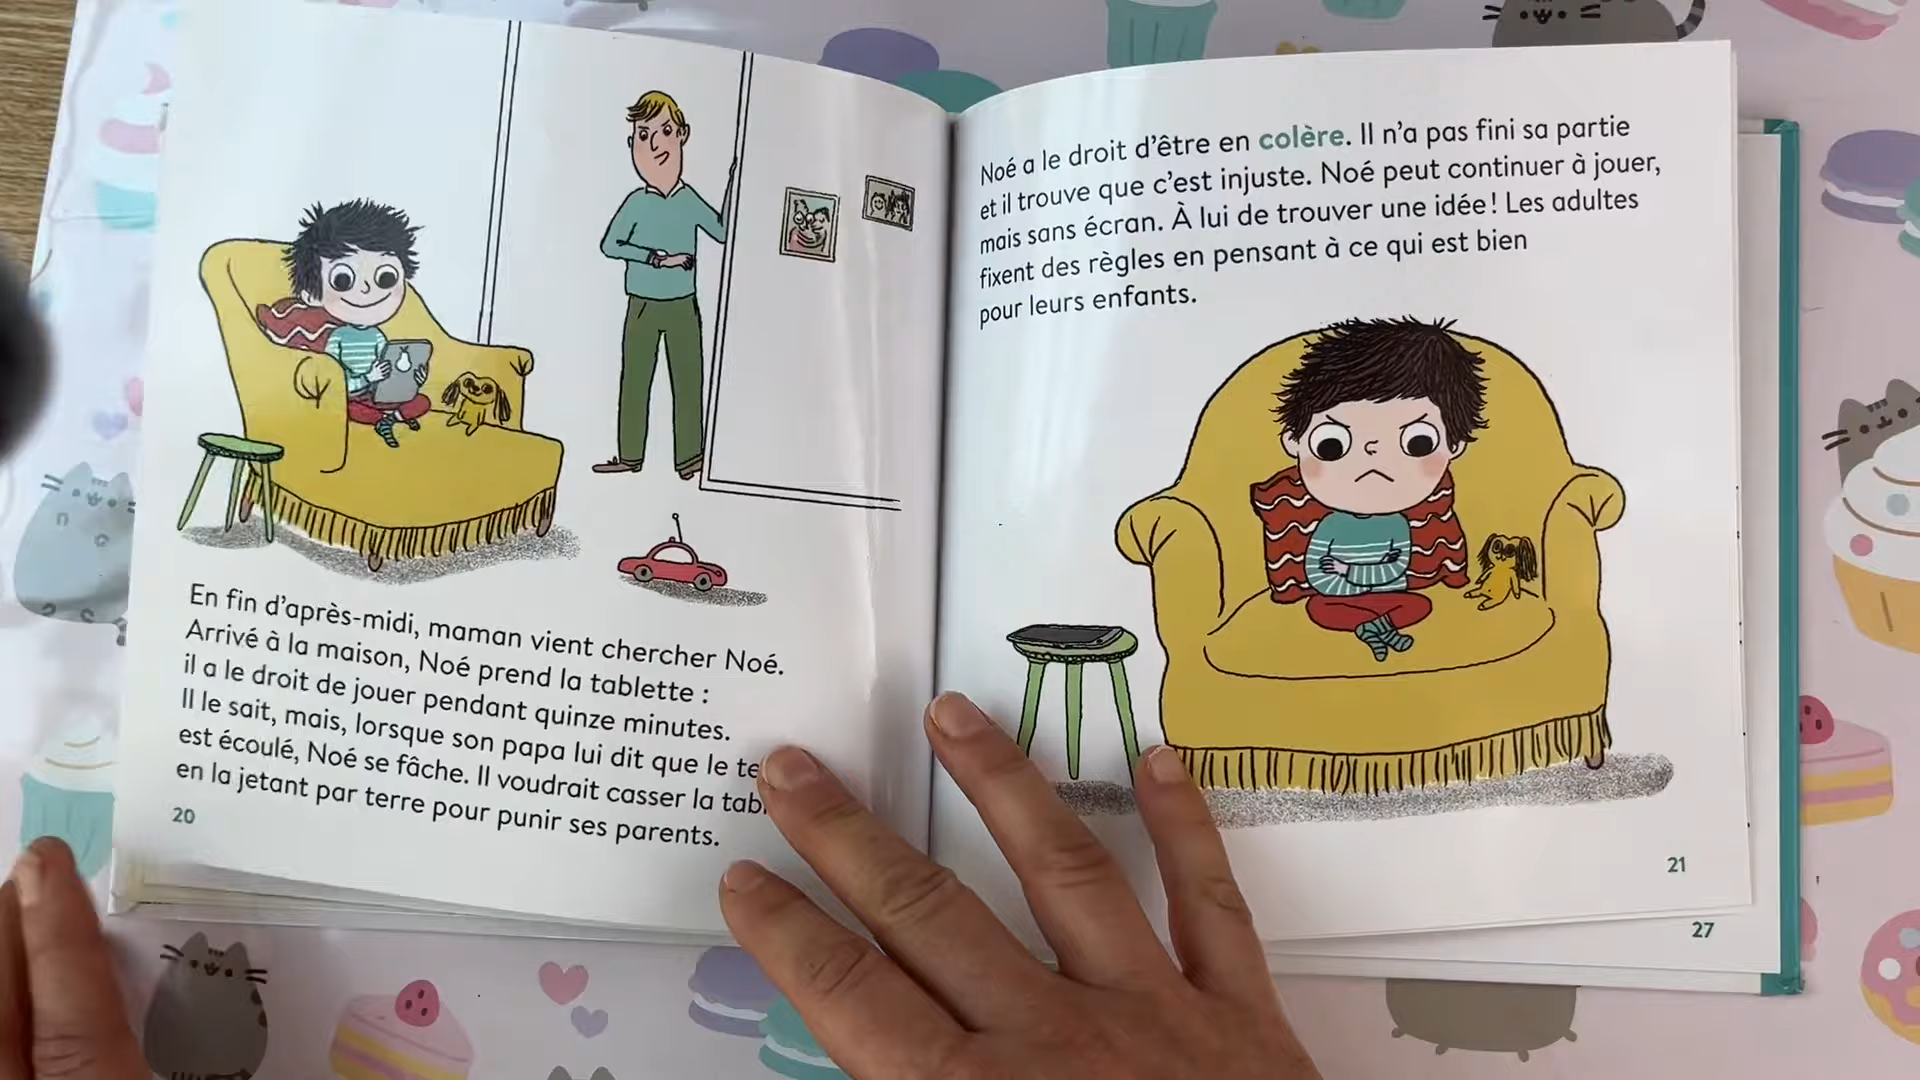 En fin d'après-midi, maman vient chercher Noé.
Arrivé à la maison, Noé prend la tablette :
il a le droit de jouer pendant quinze minutes.
Il le sait, mais, lorsque son papa lui dit que le
est écoulé, Noé se fâche. Il voudrait casser la
en la jetant par terre pour punir ses parents.
20
Noé a le droit d'être en colère. Il n'a pas fini sa partie
et il trouve que c'est injuste. Noé peut continuer à jouer,
mais sans écran. À lui de trouver une idée ! Les adultes
fixent des règles en pensant à ce qui est bien
pour leurs enfants.
21
27